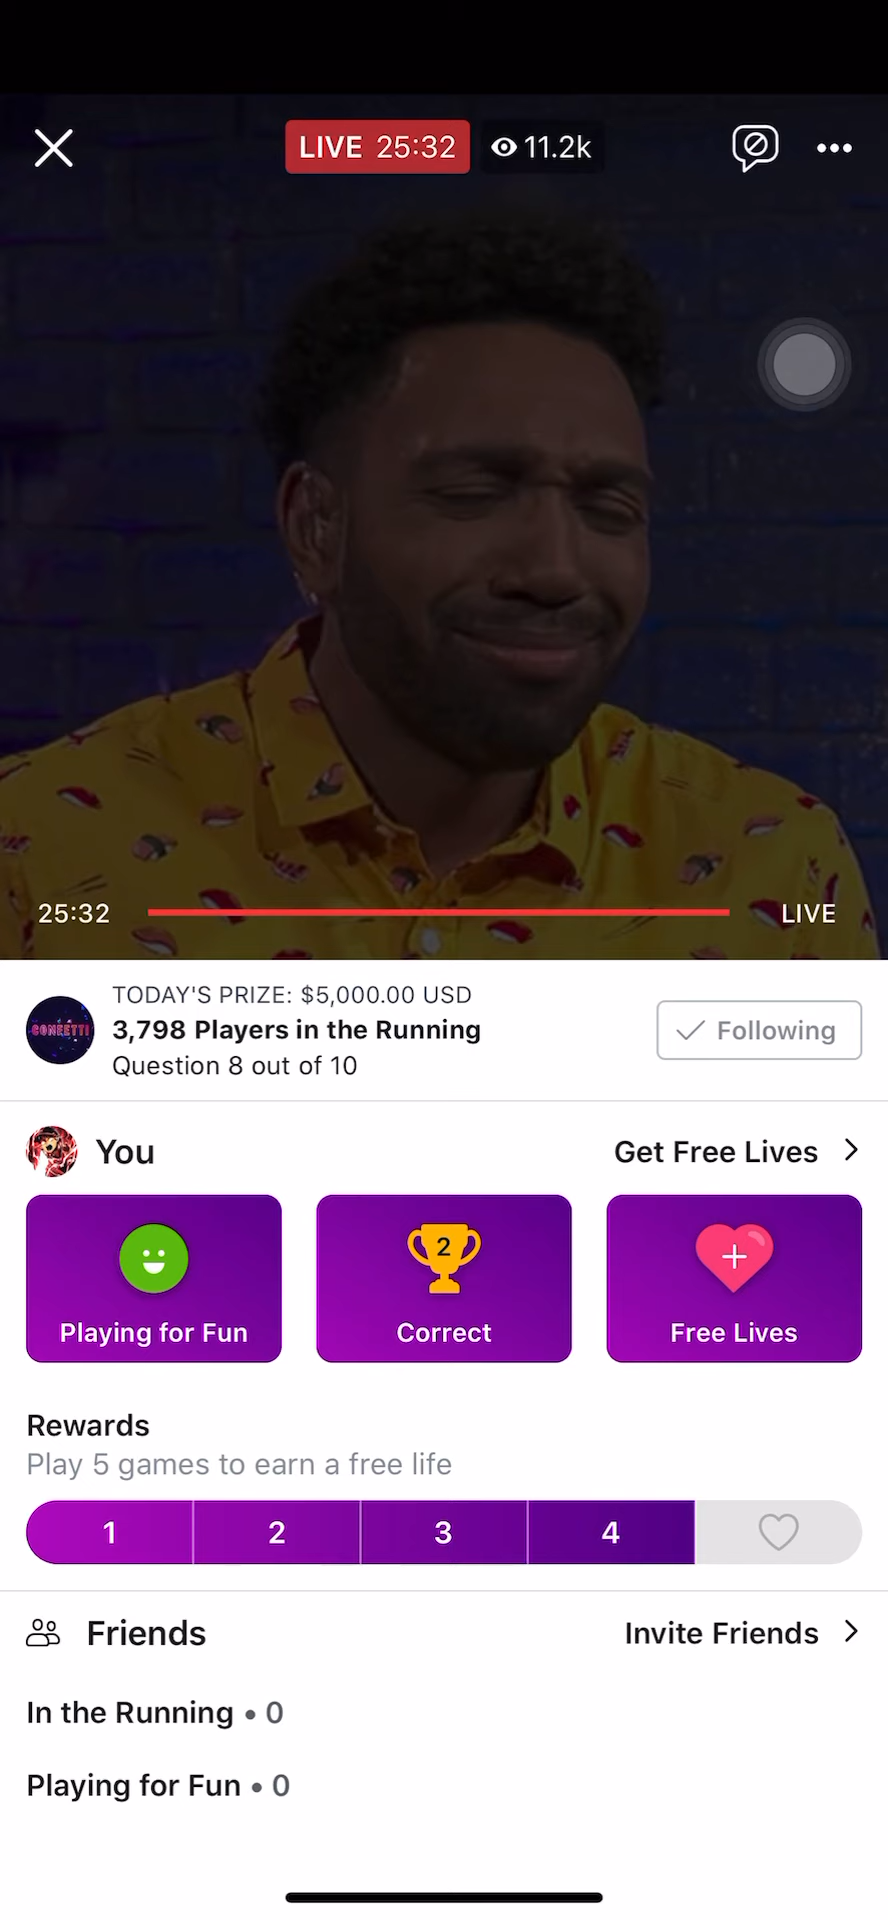 LIVE 25:32 11.2k
25:32 LIVE
CONFETTI
TODAY'S PRIZE: $5,000.00 USD
3,798 Players in the Running
Question 8 out of 10
Following
You
Get Free Lives
Playing for Fun
2
Correct
Free Lives
Rewards
Play 5 games to earn a free life
1 2 3 4
Friends
Invite Friends
In the Running • 0
Playing for Fun • 0